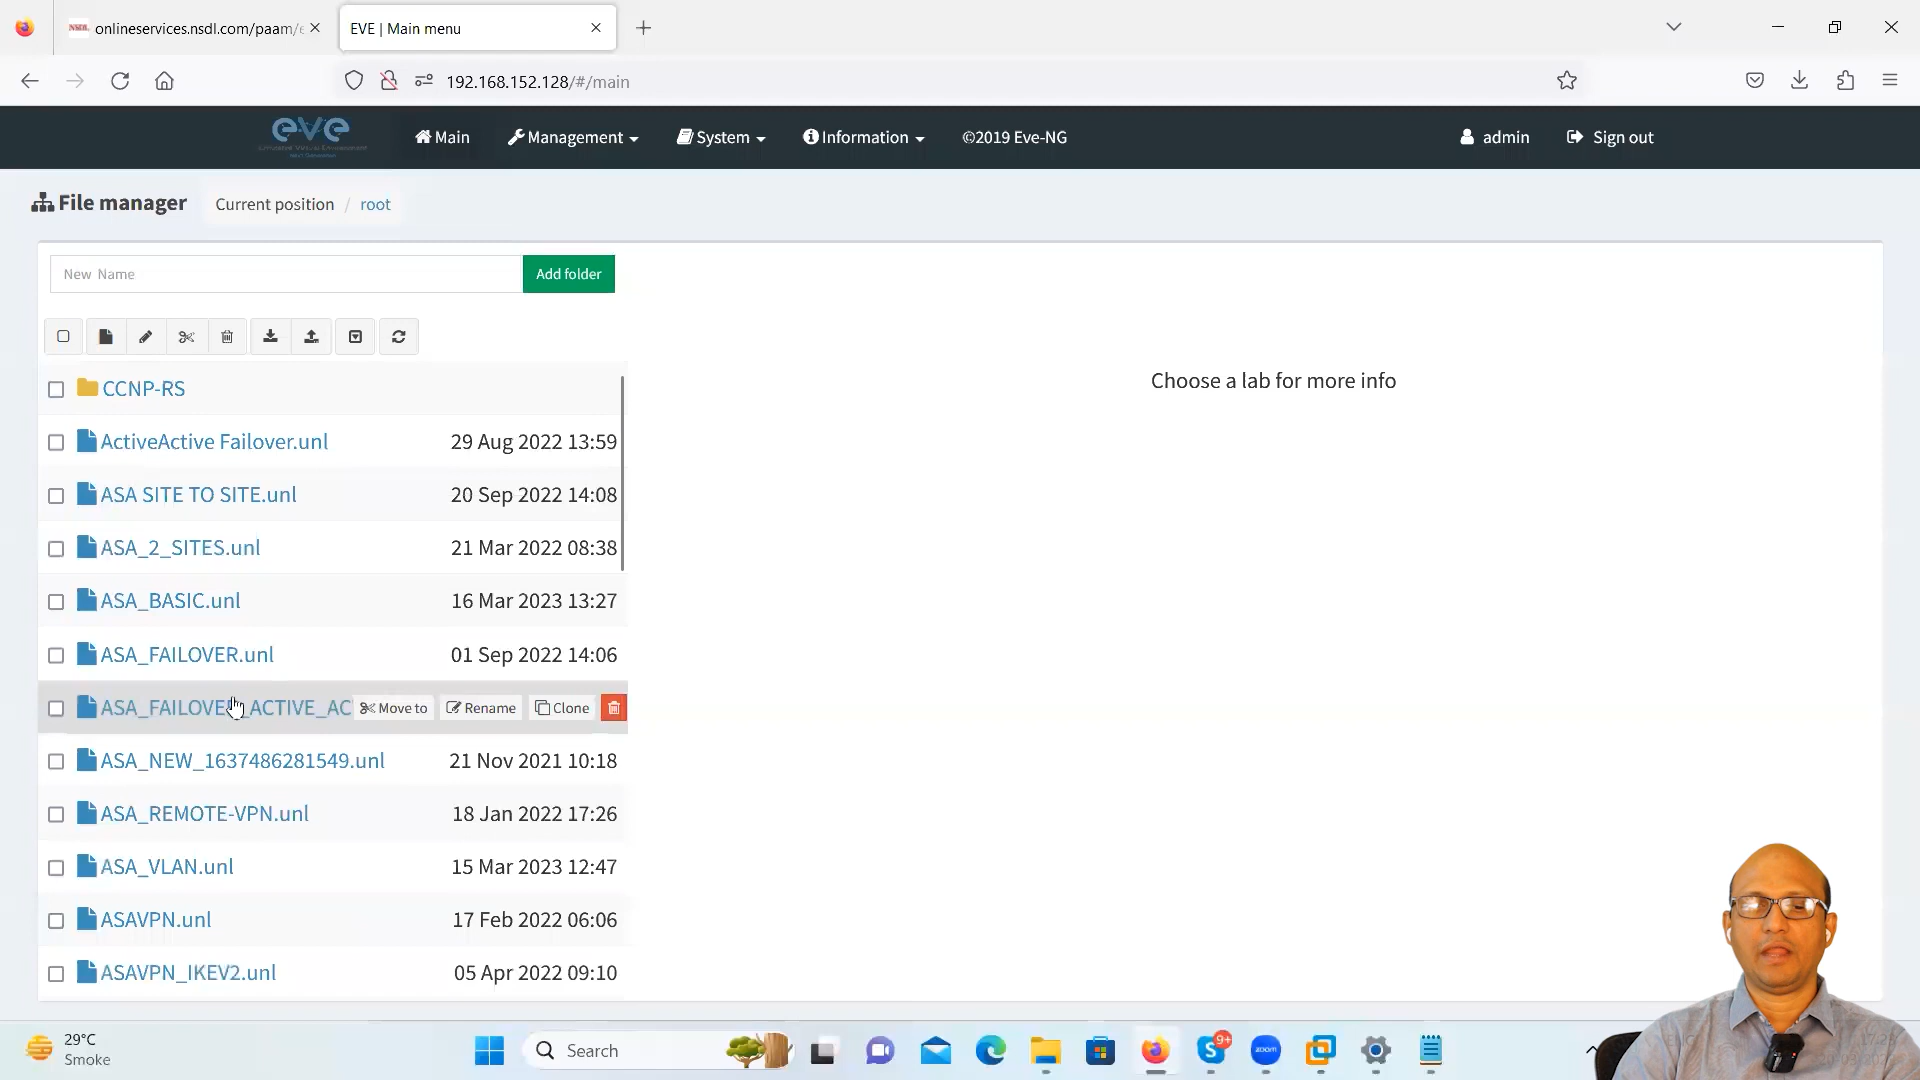 onlineservices.nsdl.com/paam/e
EVE | Main menu
192.168.152.128/#/main
eve
Main
Management
System
Information
©2019 Eve-NG
admin
Sign out
File manager
Current position / root
New Name
Add folder
CCNP-RS
ActiveActive Failover.unl 29 Aug 2022 13:59
ASA SITE TO SITE.unl 20 Sep 2022 14:08
ASA_2_SITES.unl 21 Mar 2022 08:38
ASA_BASIC.unl 16 Mar 2023 13:27
ASA_FAILOVER.unl 01 Sep 2022 14:06
ASA_FAILOVER_ACTIVE_AC Move to Rename Clone
ASA_NEW_1637486281549.unl 21 Nov 2021 10:18
ASA_REMOTE-VPN.unl 18 Jan 2022 17:26
ASA_VLAN.unl 15 Mar 2023 12:47
ASAVPN.unl 17 Feb 2022 06:06
ASAVPN_IKEV2.unl 05 Apr 2022 09:10
Choose a lab for more info
29°C
Smoke
Search
9+
zoom